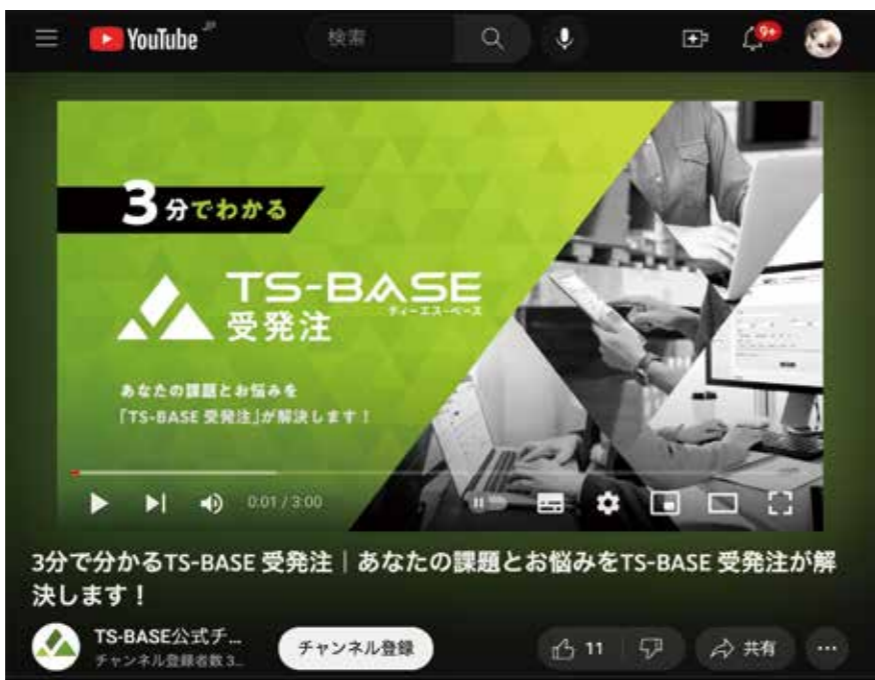 YouTube JP
検索
9+
3分でわかる
TS-BASE
ティーエス-ベース
受発注
あなたの課題とお悩みを
「TS-BASE 受発注」が解決します！
0:01 / 3:00
3分で分かるTS-BASE 受発注｜あなたの課題とお悩みをTS-BASE 受発注が解
決します！
TS-BASE公式チ...
チャンネル登録者数 3...
チャンネル登録
11
共有